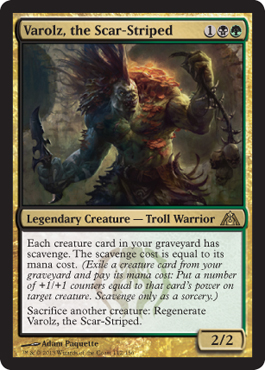 Varolz, the Scar-Striped 1
Legendary Creature — Troll Warrior
Each creature card in your graveyard has
scavenge. The scavenge cost is equal to its
mana cost. (Exile a creature card from your
graveyard and pay its mana cost: Put a number
of +1/+1 counters equal to that card's power on
target creature. Scavenge only as a sorcery.)
Sacrifice another creature: Regenerate
Varolz, the Scar-Striped.
Adam Paquette
2/2